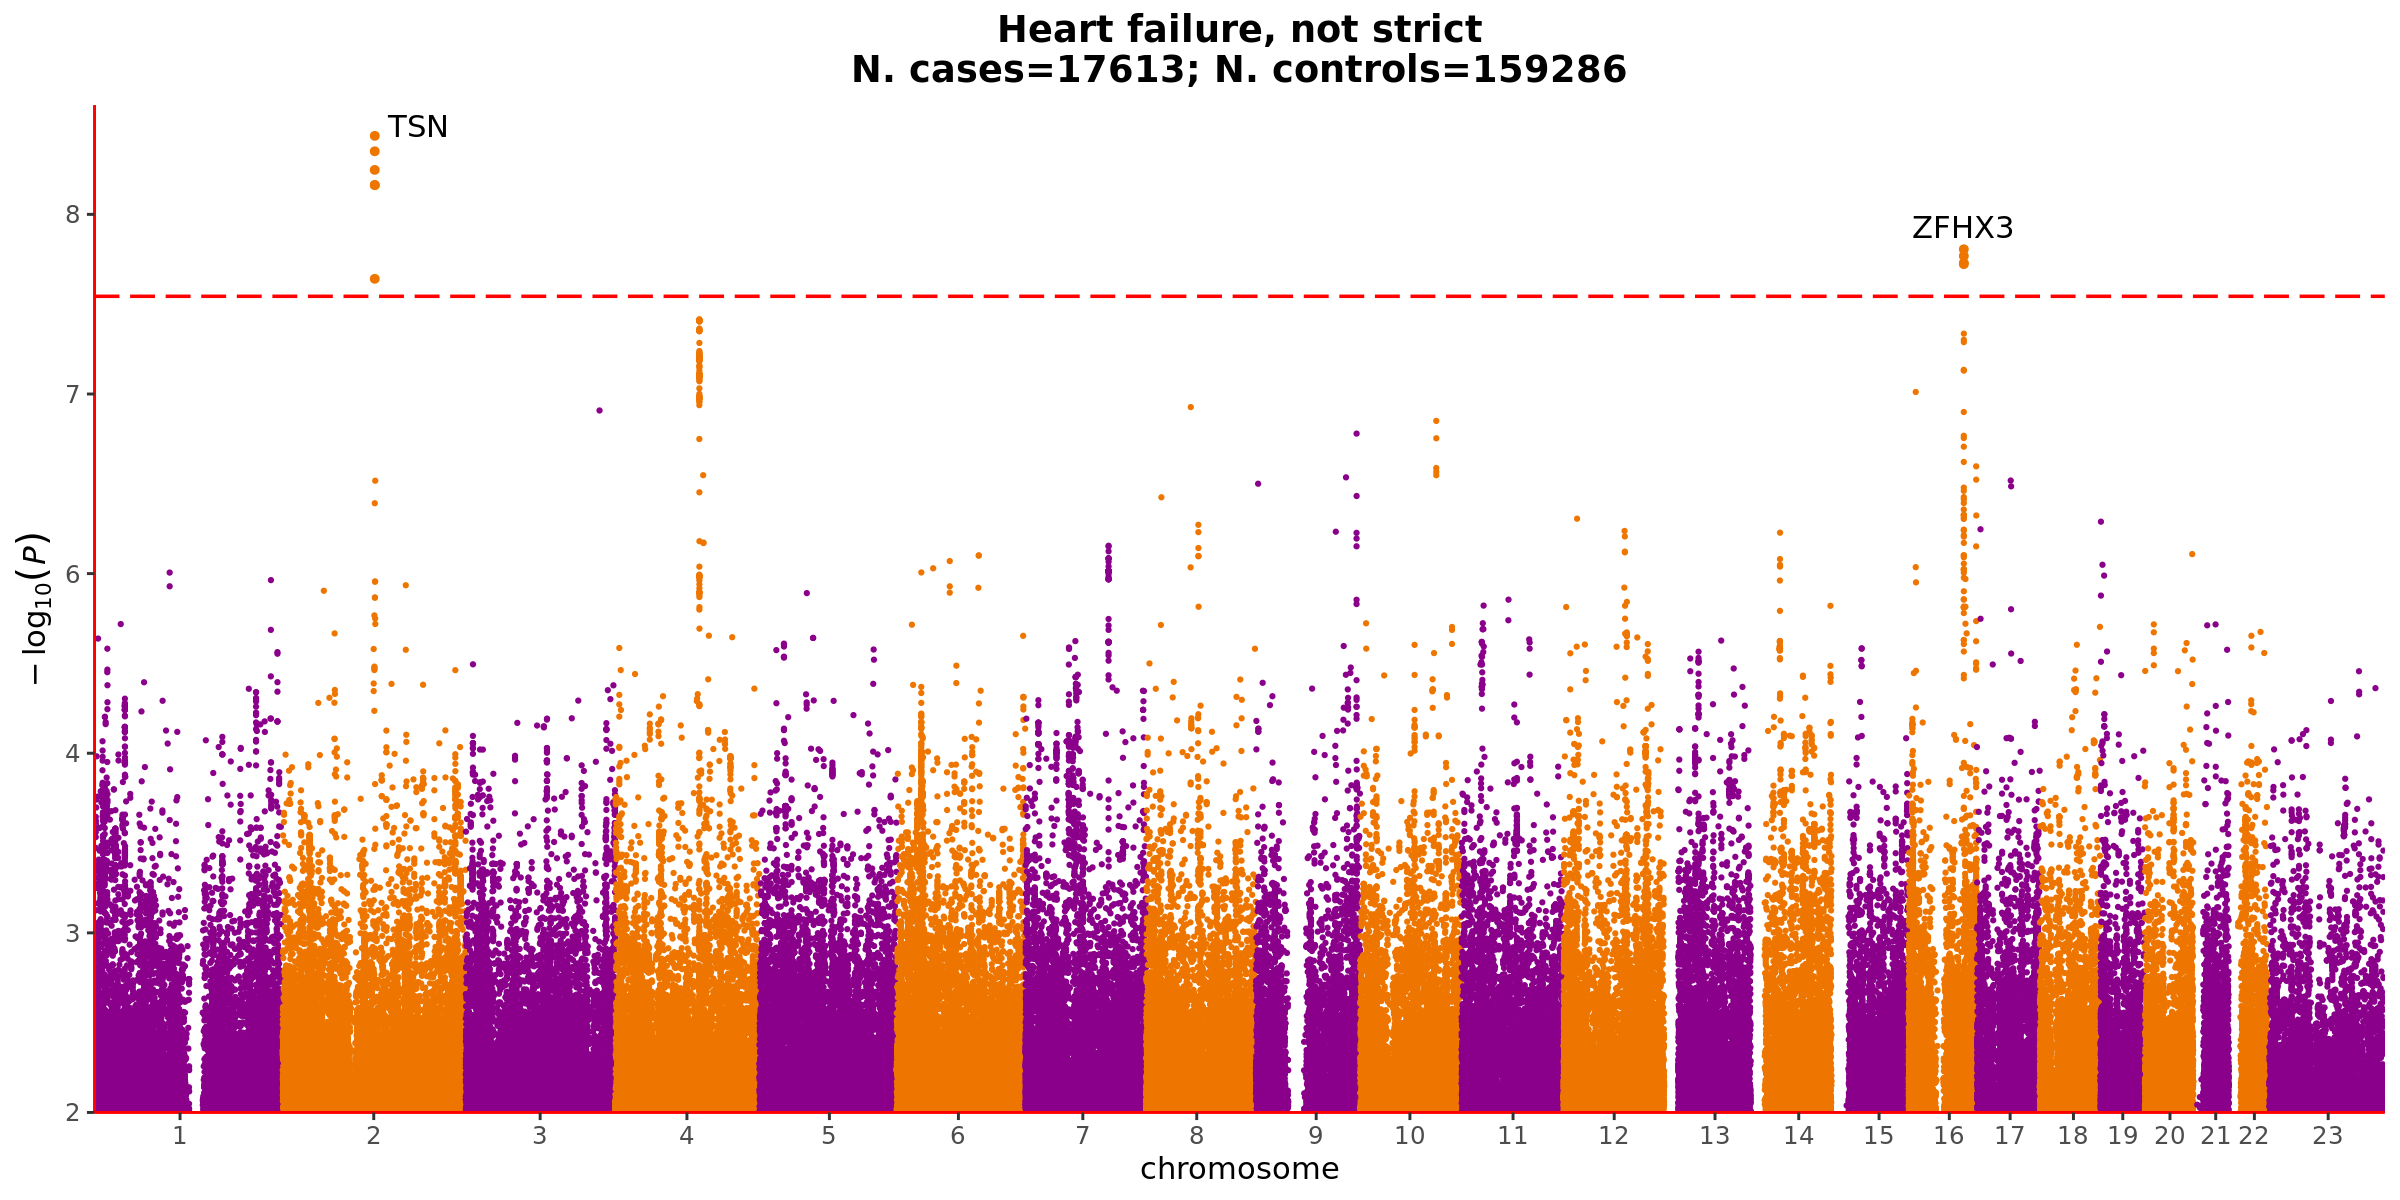 Heart failure, not strict
N. cases=17613; N. controls=159286
TSN
ZFHX3
8
7
6
4
3
2
−log₁₀(P)
1 2 3 4 5 6 7 8 9 10 11 12 13 14 15 16 17 18 19 20 21 22 23
chromosome